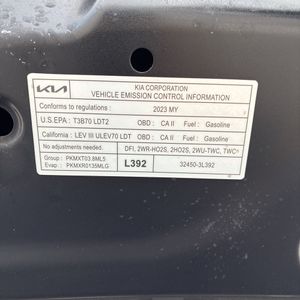 KIA
KIA CORPORATION
VEHICLE EMISSION CONTROL INFORMATION
Conforms to regulations : 2023 MY
U.S.EPA : T3B70 LDT2 OBD : CA II Fuel : Gasoline
California : LEV III ULEV70 LDT OBD : CA II Fuel : Gasoline
No adjustments needed. DFI, 2WR-HO2S, 2HO2S, 2WU-TWC, TWC
Group : PKMXT03.8ML5
Evap : PKMXR0135MLG
L392
32450-3L392